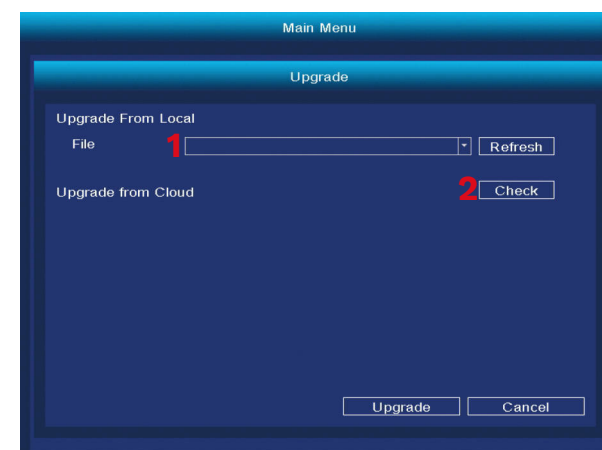 Main Menu
Upgrade
Upgrade From Local
File 1 Refresh
Upgrade from Cloud 2 Check
Upgrade Cancel